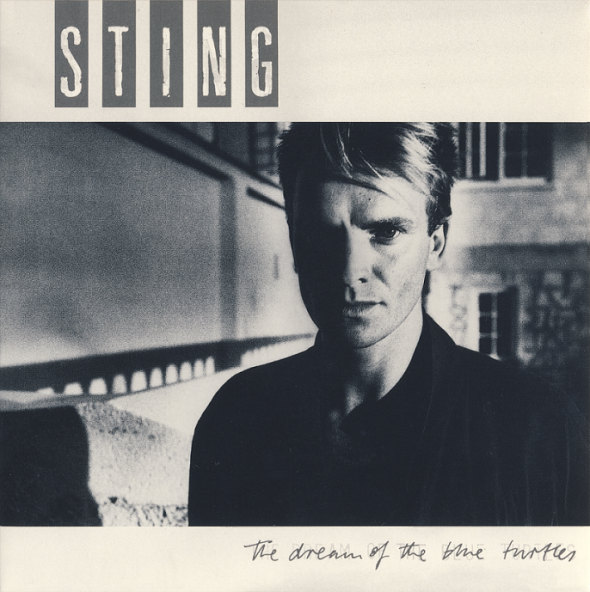 STING
the dream of the blue turtles